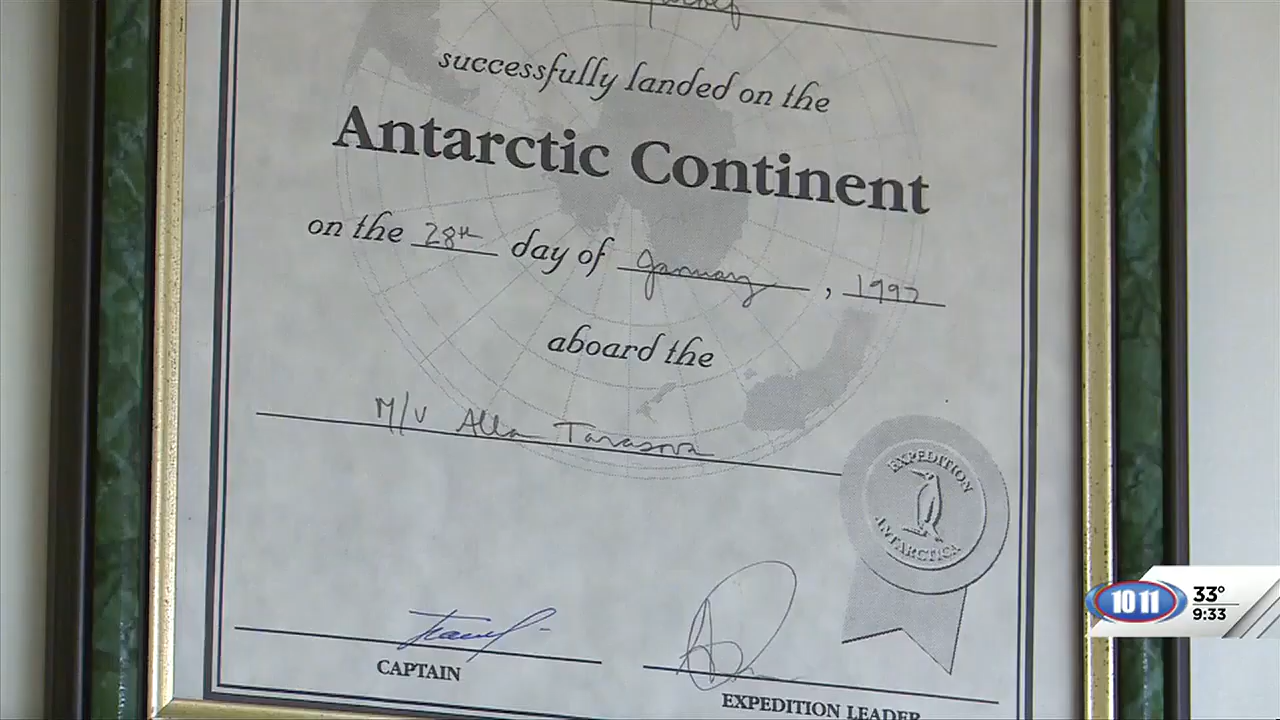 successfully landed on the
Antarctic Continent
on the 28th day of January, 1997
aboard the
M/V Alla Tarasova
EXPEDITION
ANTARCTICA
CAPTAIN
EXPEDITION LEADER
10 11
33°
9:33